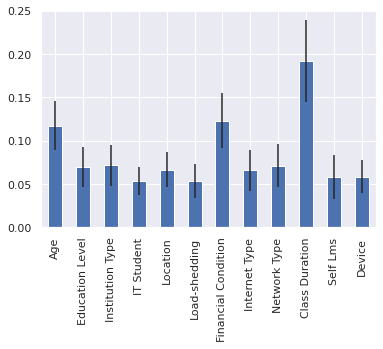 0.25
0.20
0.15
0.10
0.05
0.00
Age
Education Level
Institution Type
IT Student
Location
Load-shedding
Financial Condition
Internet Type
Network Type
Class Duration
Self Lms
Device